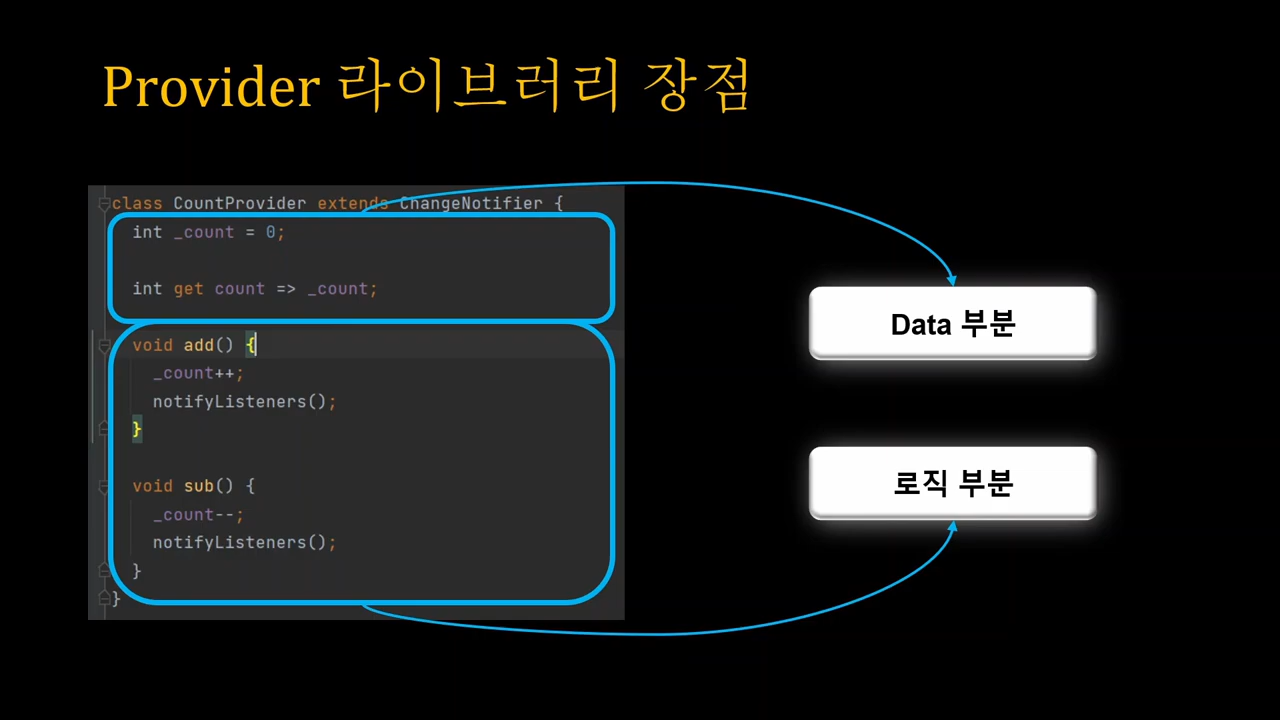 Provider 라이브러리 장점
class CountProvider extends ChangeNotifier {
int _count = 0;
int get count => _count;
void add() {
_count++;
notifyListeners();
}
void sub() {
_count--;
notifyListeners();
}
}
Data 부분
로직 부분